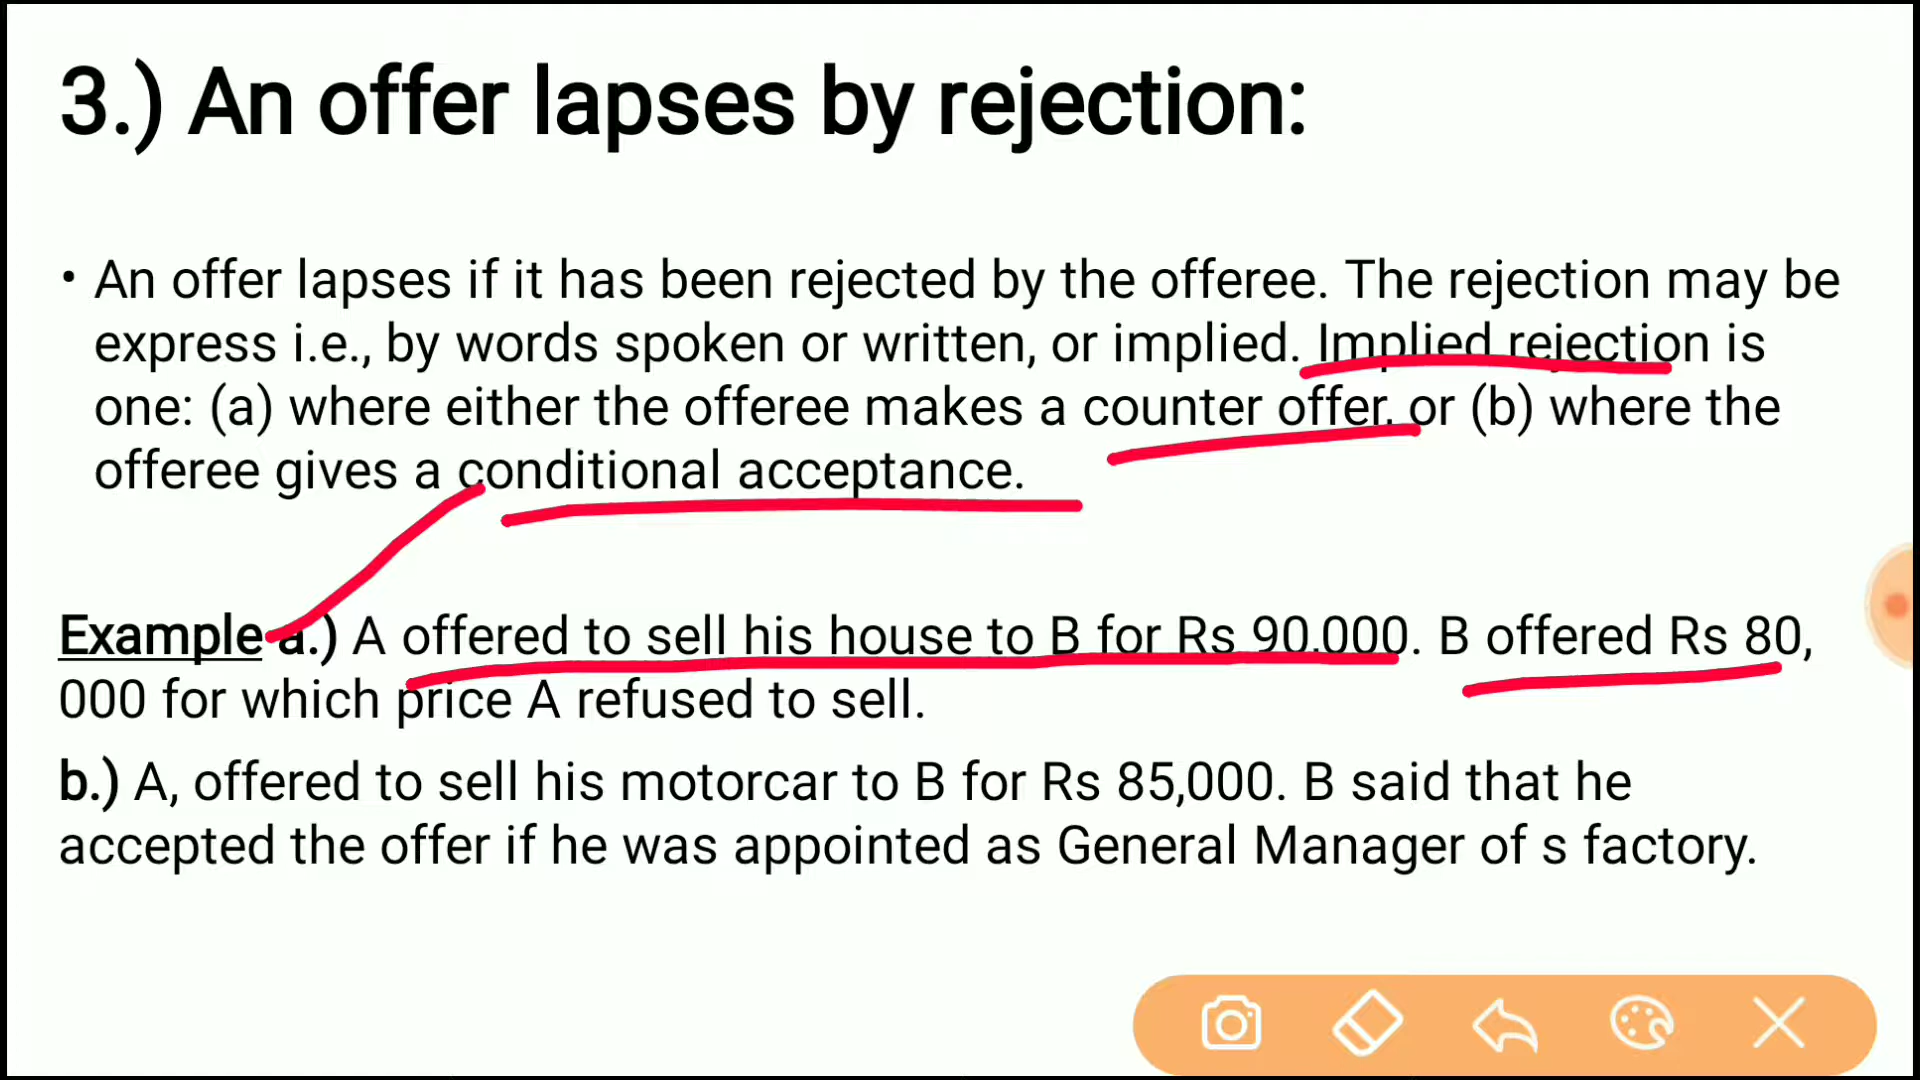 3.) An offer lapses by rejection:
• An offer lapses if it has been rejected by the offeree. The rejection may be
express i.e., by words spoken or written, or implied. Implied rejection is
one: (a) where either the offeree makes a counter offer, or (b) where the
offeree gives a conditional acceptance.
Example a.) A offered to sell his house to B for Rs 90,000. B offered Rs 80,
000 for which price A refused to sell.
b.) A, offered to sell his motorcar to B for Rs 85,000. B said that he
accepted the offer if he was appointed as General Manager of s factory.